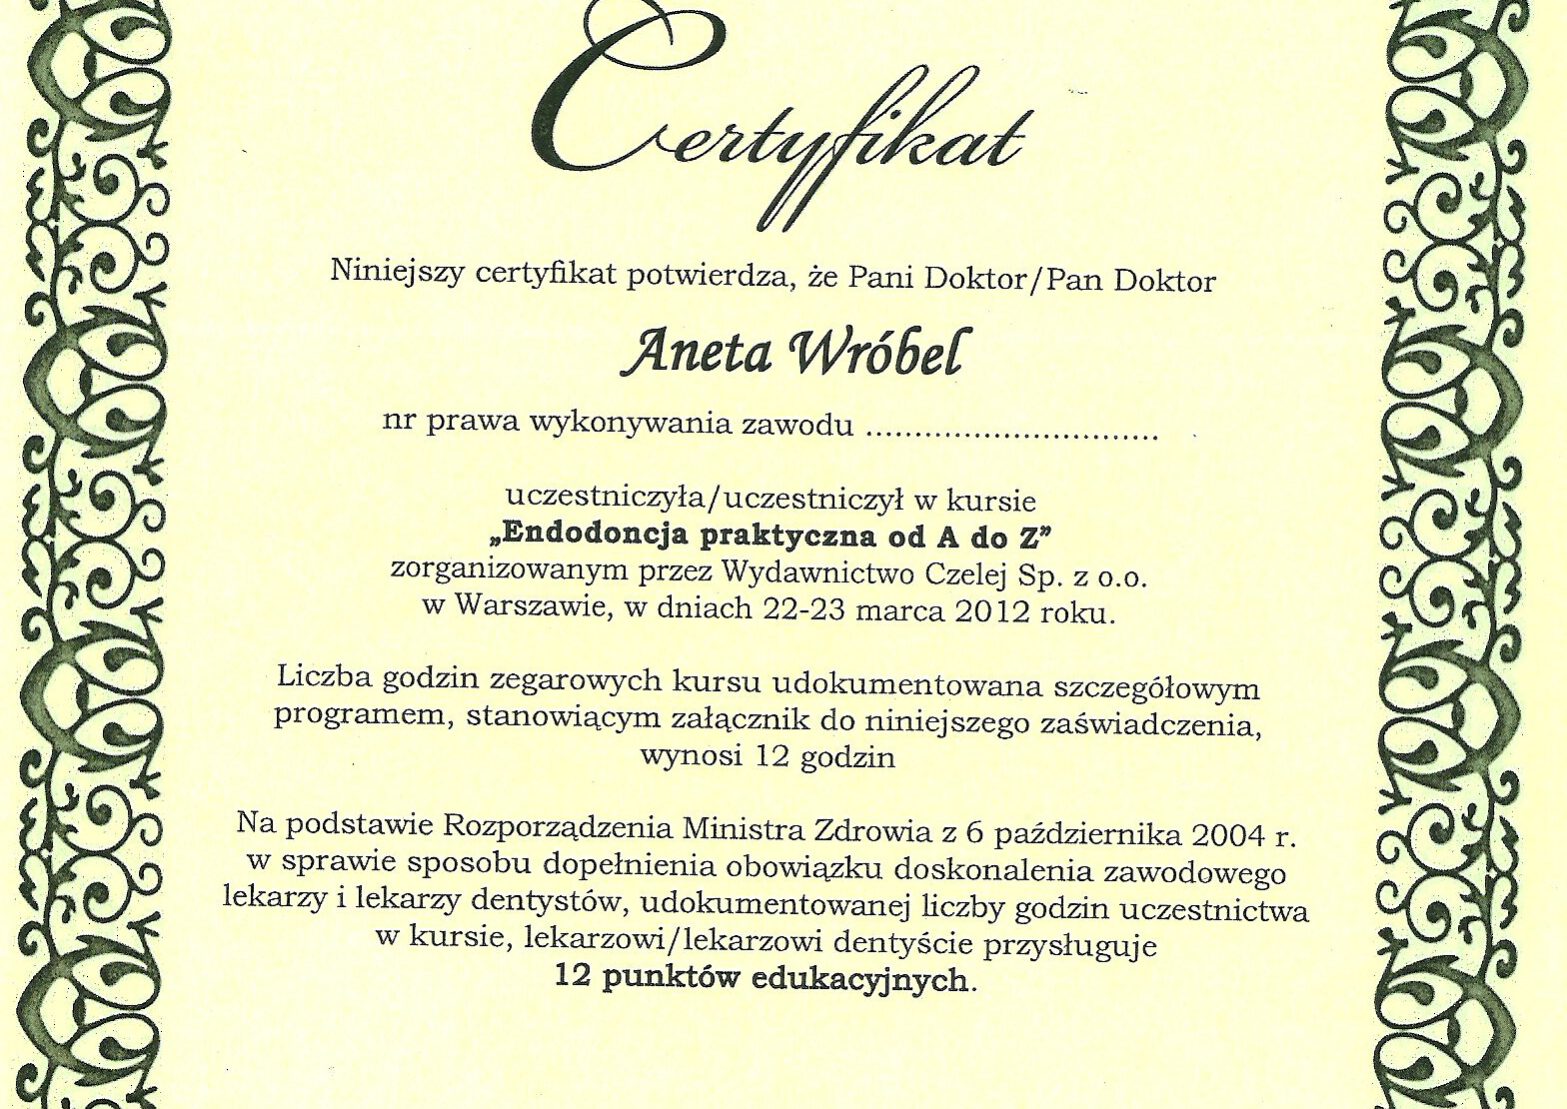 Certyfikat
Niniejszy certyfikat potwierdza, że Pani Doktor/Pan Doktor
Aneta Wróbel
nr prawa wykonywania zawodu ..............................
uczestniczyła/uczestniczył w kursie
„Endodoncja praktyczna od A do Z”
zorganizowanym przez Wydawnictwo Czelej Sp. z o.o.
w Warszawie, w dniach 22-23 marca 2012 roku.
Liczba godzin zegarowych kursu udokumentowana szczegółowym
programem, stanowiącym załącznik do niniejszego zaświadczenia,
wynosi 12 godzin
Na podstawie Rozporządzenia Ministra Zdrowia z 6 października 2004 r.
w sprawie sposobu dopełnienia obowiązku doskonalenia zawodowego
lekarzy i lekarzy dentystów, udokumentowanej liczby godzin uczestnictwa
w kursie, lekarzowi/lekarzowi dentyście przysługuje
12 punktów edukacyjnych.